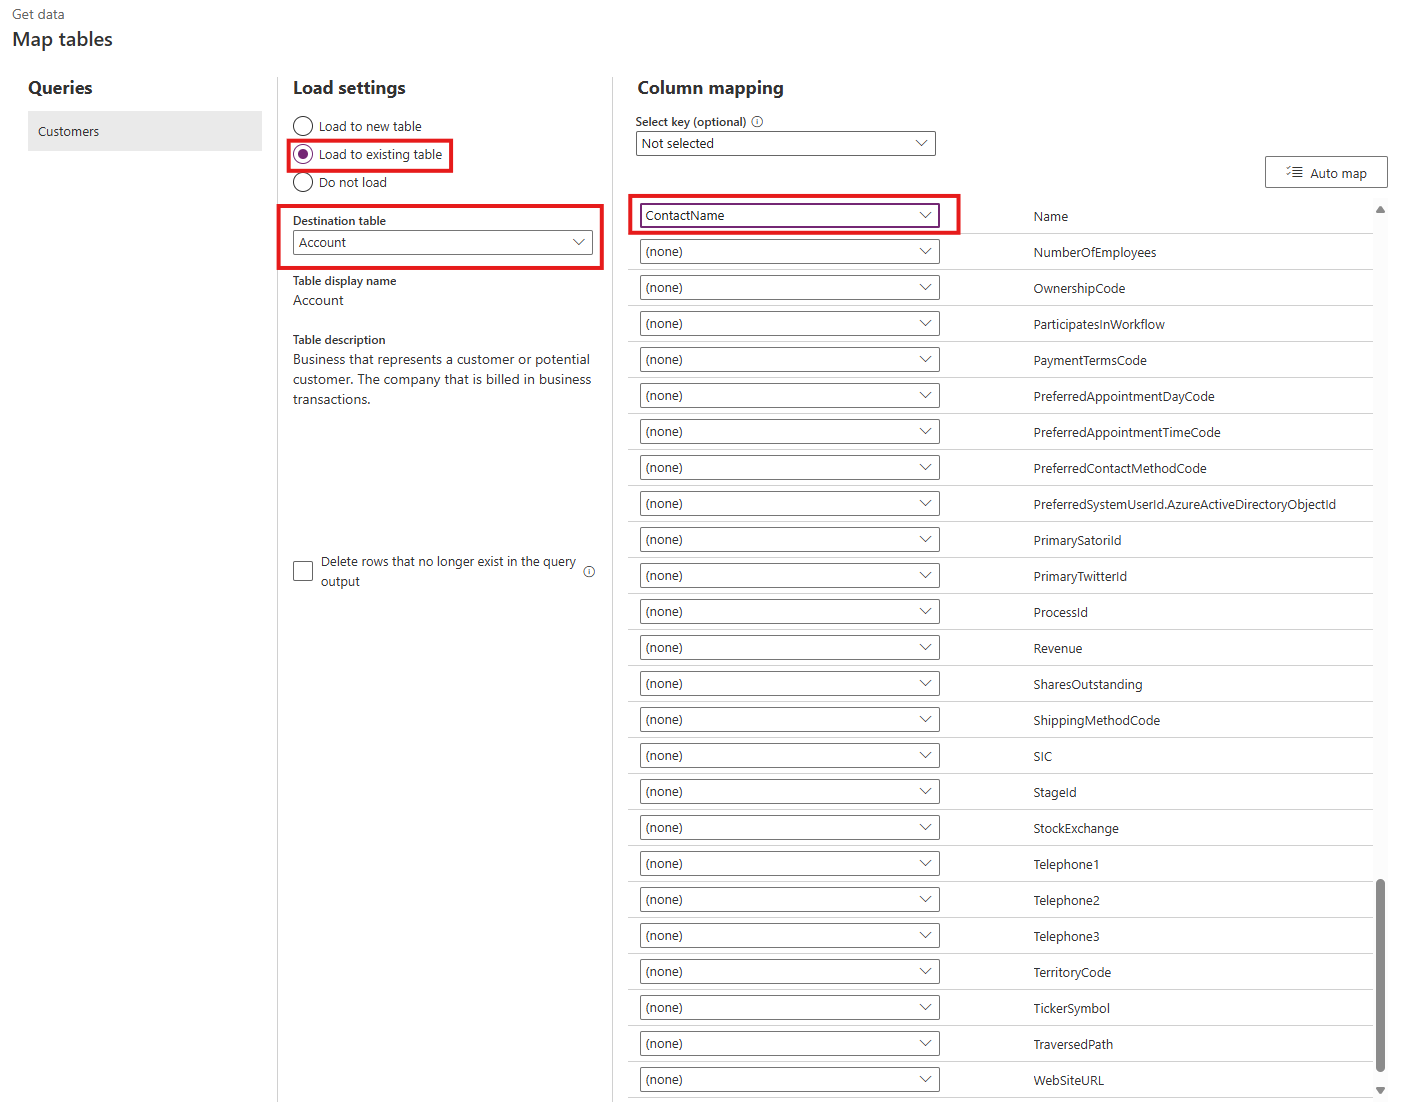 Get data
Map tables
Queries
Customers
Load settings
Load to new table
Load to existing table
Do not load
Destination table
Account
Table display name
Account
Table description
Business that represents a customer or potential
customer. The company that is billed in business
transactions.
Delete rows that no longer exist in the query
output
Column mapping
Select key (optional)
Not selected
Auto map
ContactName Name
(none) NumberOfEmployees
(none) OwnershipCode
(none) ParticipatesInWorkflow
(none) PaymentTermsCode
(none) PreferredAppointmentDayCode
(none) PreferredAppointmentTimeCode
(none) PreferredContactMethodCode
(none) PreferredSystemUserId.AzureActiveDirectoryObjectId
(none) PrimarySatoriId
(none) PrimaryTwitterId
(none) ProcessId
(none) Revenue
(none) SharesOutstanding
(none) ShippingMethodCode
(none) SIC
(none) StageId
(none) StockExchange
(none) Telephone1
(none) Telephone2
(none) Telephone3
(none) TerritoryCode
(none) TickerSymbol
(none) TraversedPath
(none) WebSiteURL